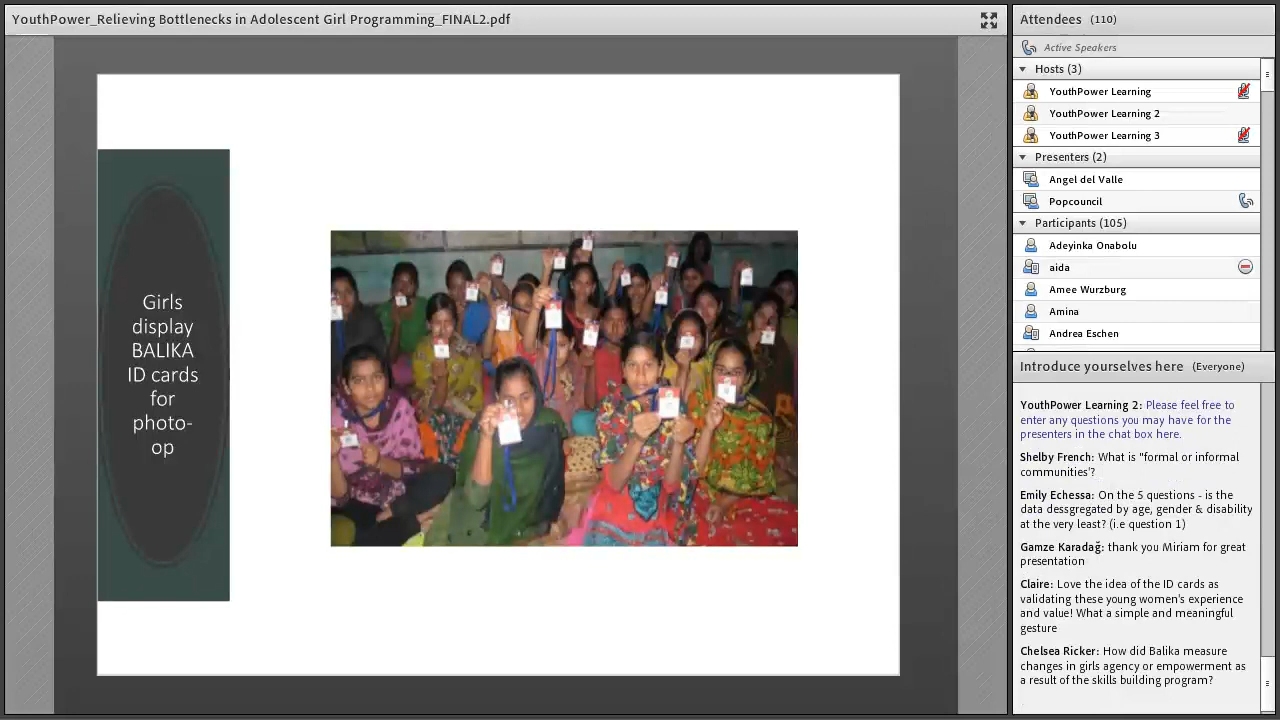 YouthPower_Relieving Bottlenecks in Adolescent Girl Programming_FINAL2.pdf
Girls
display
BALIKA
ID cards
for
photo-
op
Attendees (110)
Active Speakers
Hosts (3)
YouthPower Learning
YouthPower Learning 2
YouthPower Learning 3
Presenters (2)
Angel del Valle
Popcouncil
Participants (105)
Adeyinka Onabolu
aida
Amee Wurzburg
Amina
Andrea Eschen
Introduce yourselves here (Everyone)
YouthPower Learning 2: Please feel free to
enter any questions you may have for the
presenters in the chat box here.
Shelby French: What is "formal or informal
communities'?
Emily Echessa: On the 5 questions - is the
data dessgregated by age, gender & disability
at the very least? (i.e question 1)
Gamze Karadağ: thank you Miriam for great
presentation
Claire: Love the idea of the ID cards as
validating these young women's experience
and value! What a simple and meaningful
gesture
Chelsea Ricker: How did Balika measure
changes in girls agency or empowerment as
a result of the skills building program?